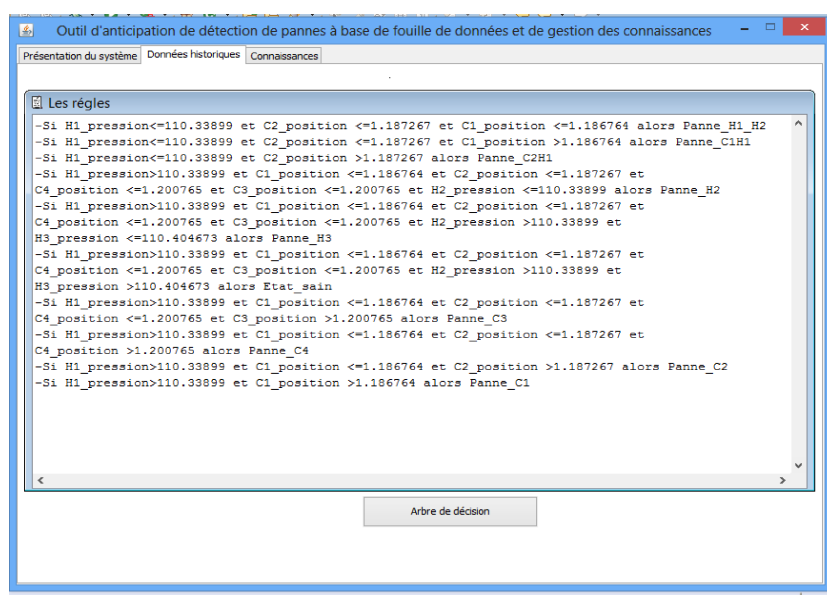 Outil d'anticipation de détection de pannes à base de fouille de données et de gestion des connaissances
Présentation du système Données historiques Connaissances
Les régles
-Si H1_pression<=110.33899 et C2_position <=1.187267 et C1_position <=1.186764 alors Panne_H1_H2
-Si H1_pression<=110.33899 et C2_position <=1.187267 et C1_position >1.186764 alors Panne_C1H1
-Si H1_pression<=110.33899 et C2_position >1.187267 alors Panne_C2H1
-Si H1_pression>110.33899 et C1_position <=1.186764 et C2_position <=1.187267 et
C4_position <=1.200765 et C3_position <=1.200765 et H2_pression <=110.33899 alors Panne_H2
-Si H1_pression>110.33899 et C1_position <=1.186764 et C2_position <=1.187267 et
C4_position <=1.200765 et C3_position <=1.200765 et H2_pression >110.33899 et
H3_pression <=110.404673 alors Panne_H3
-Si H1_pression>110.33899 et C1_position <=1.186764 et C2_position <=1.187267 et
C4_position <=1.200765 et C3_position <=1.200765 et H2_pression >110.33899 et
H3_pression >110.404673 alors Etat_sain
-Si H1_pression>110.33899 et C1_position <=1.186764 et C2_position <=1.187267 et
C4_position <=1.200765 et C3_position >1.200765 alors Panne_C3
-Si H1_pression>110.33899 et C1_position <=1.186764 et C2_position <=1.187267 et
C4_position >1.200765 alors Panne_C4
-Si H1_pression>110.33899 et C1_position <=1.186764 et C2_position >1.187267 alors Panne_C2
-Si H1_pression>110.33899 et C1_position >1.186764 alors Panne_C1
Arbre de décision